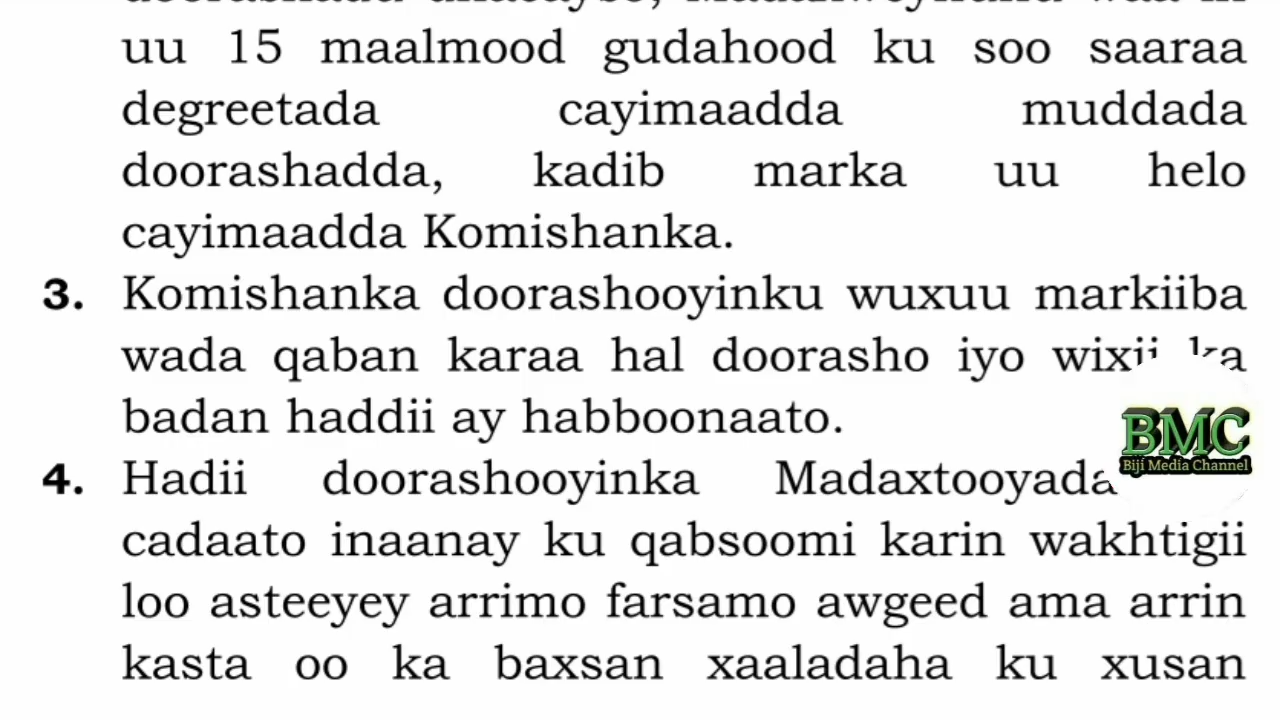 uu 15 maalmood gudahood ku soo saaraa
degreetada cayimaadda muddada
doorashadda, kadib marka uu helo
cayimaadda Komishanka.
3. Komishanka doorashooyinku wuxuu markiiba
wada qaban karaa hal doorasho iyo wixii ka
badan haddii ay habboonaato.
4. Hadii doorashooyinka Madaxtooyada
cadaato inaanay ku qabsoomi karin wakhtigii
loo asteeyey arrimo farsamo awgeed ama arrin
kasta oo ka baxsan xaaladaha ku xusan
BMC
Biji Media Channel